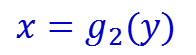 x = g₂(y)